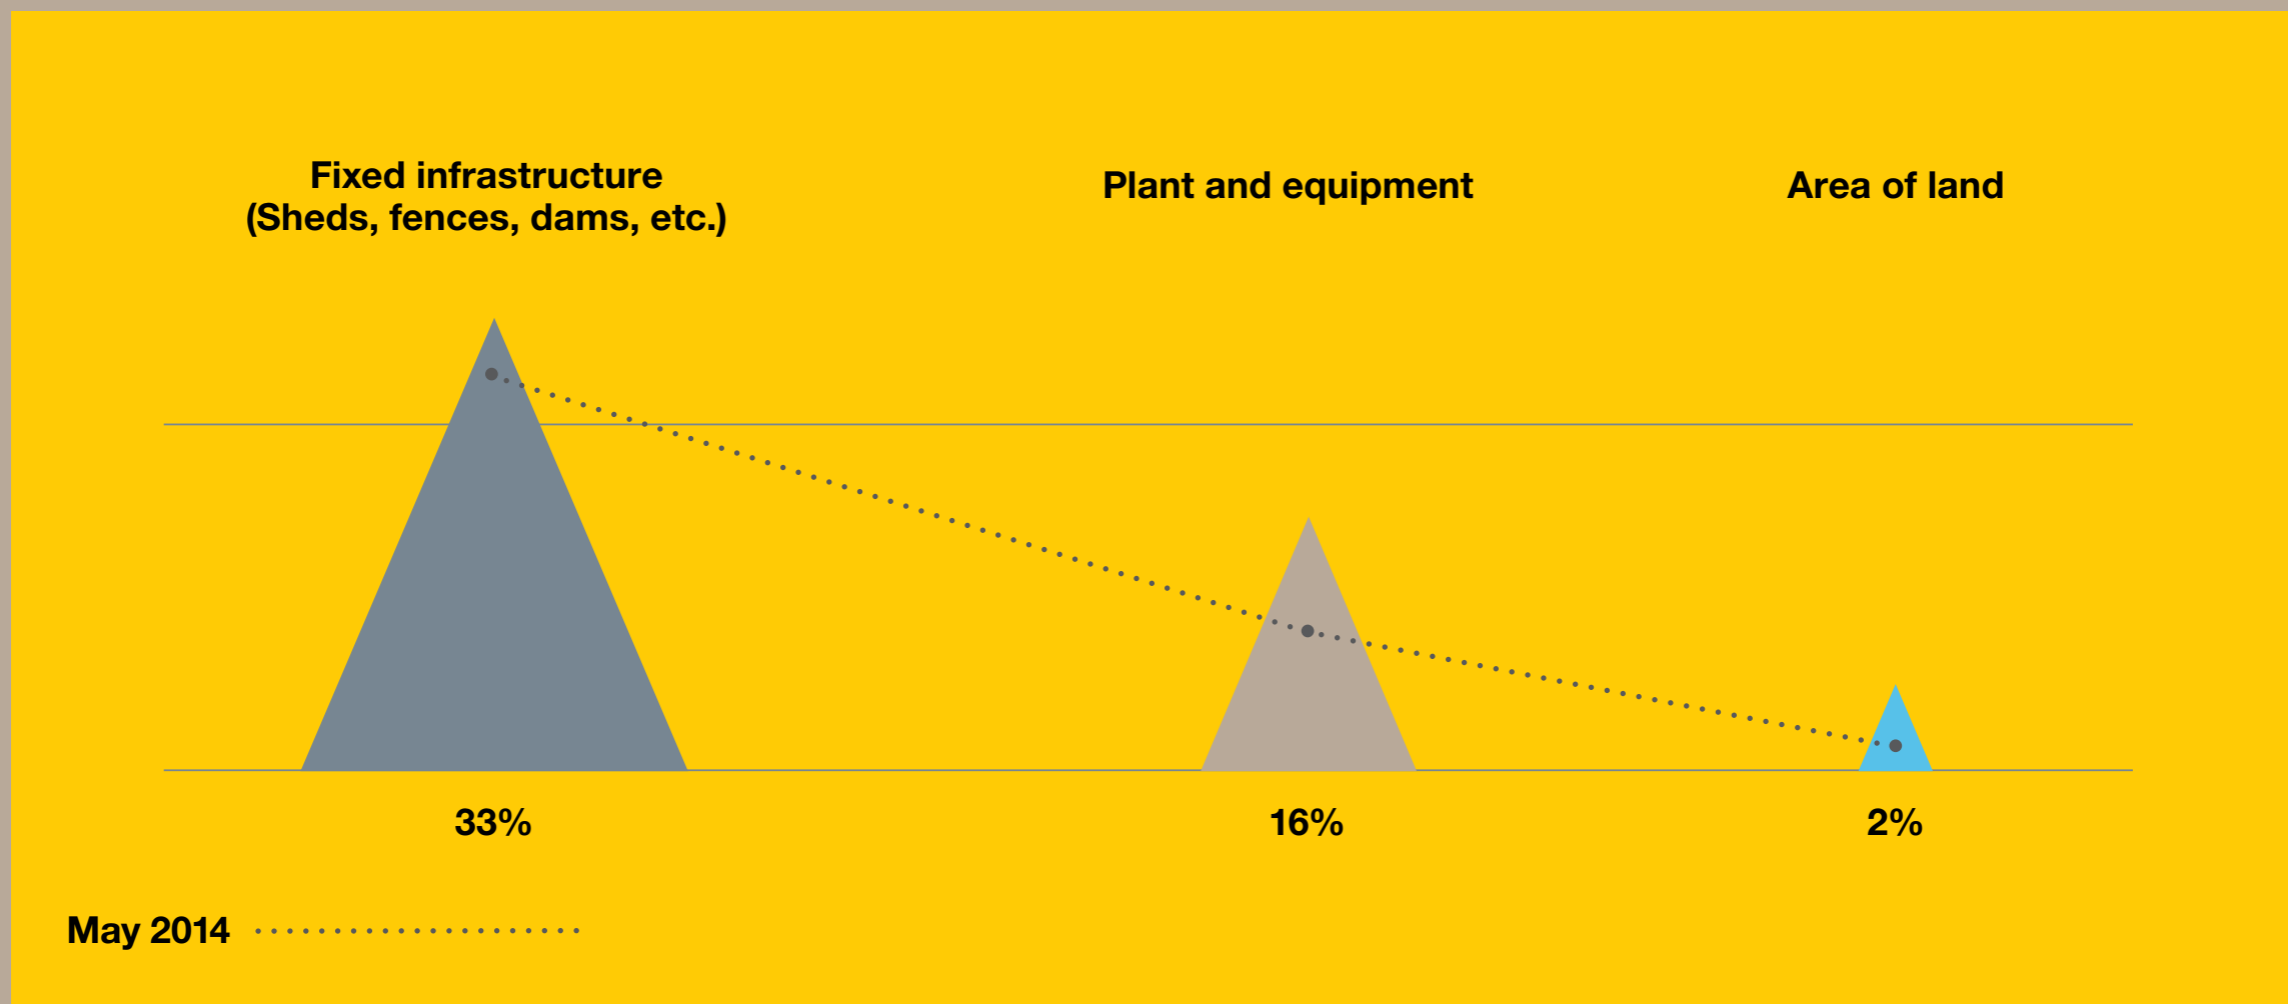 Fixed infrastructure
(Sheds, fences, dams, etc.)
Plant and equipment
Area of land
33%
16%
2%
May 2014